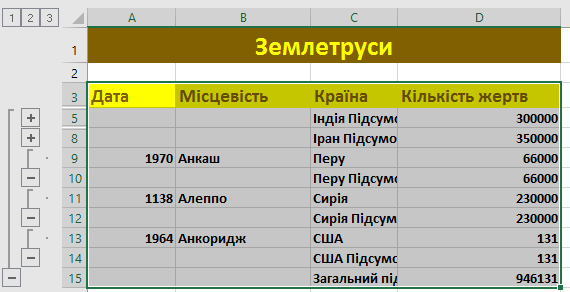 1 2 3 A B C D
1 Землетруси
2
3 Дата Місцевість Країна Кількість жертв
5 Індія Підсумо 300000
8 Іран Підсумо 350000
9 1970 Анкаш Перу 66000
10 Перу Підсумо 66000
11 1138 Алеппо Сирія 230000
12 Сирія Підсум 230000
13 1964 Анкоридж США 131
14 США Підсумо 131
15 Загальний під 946131